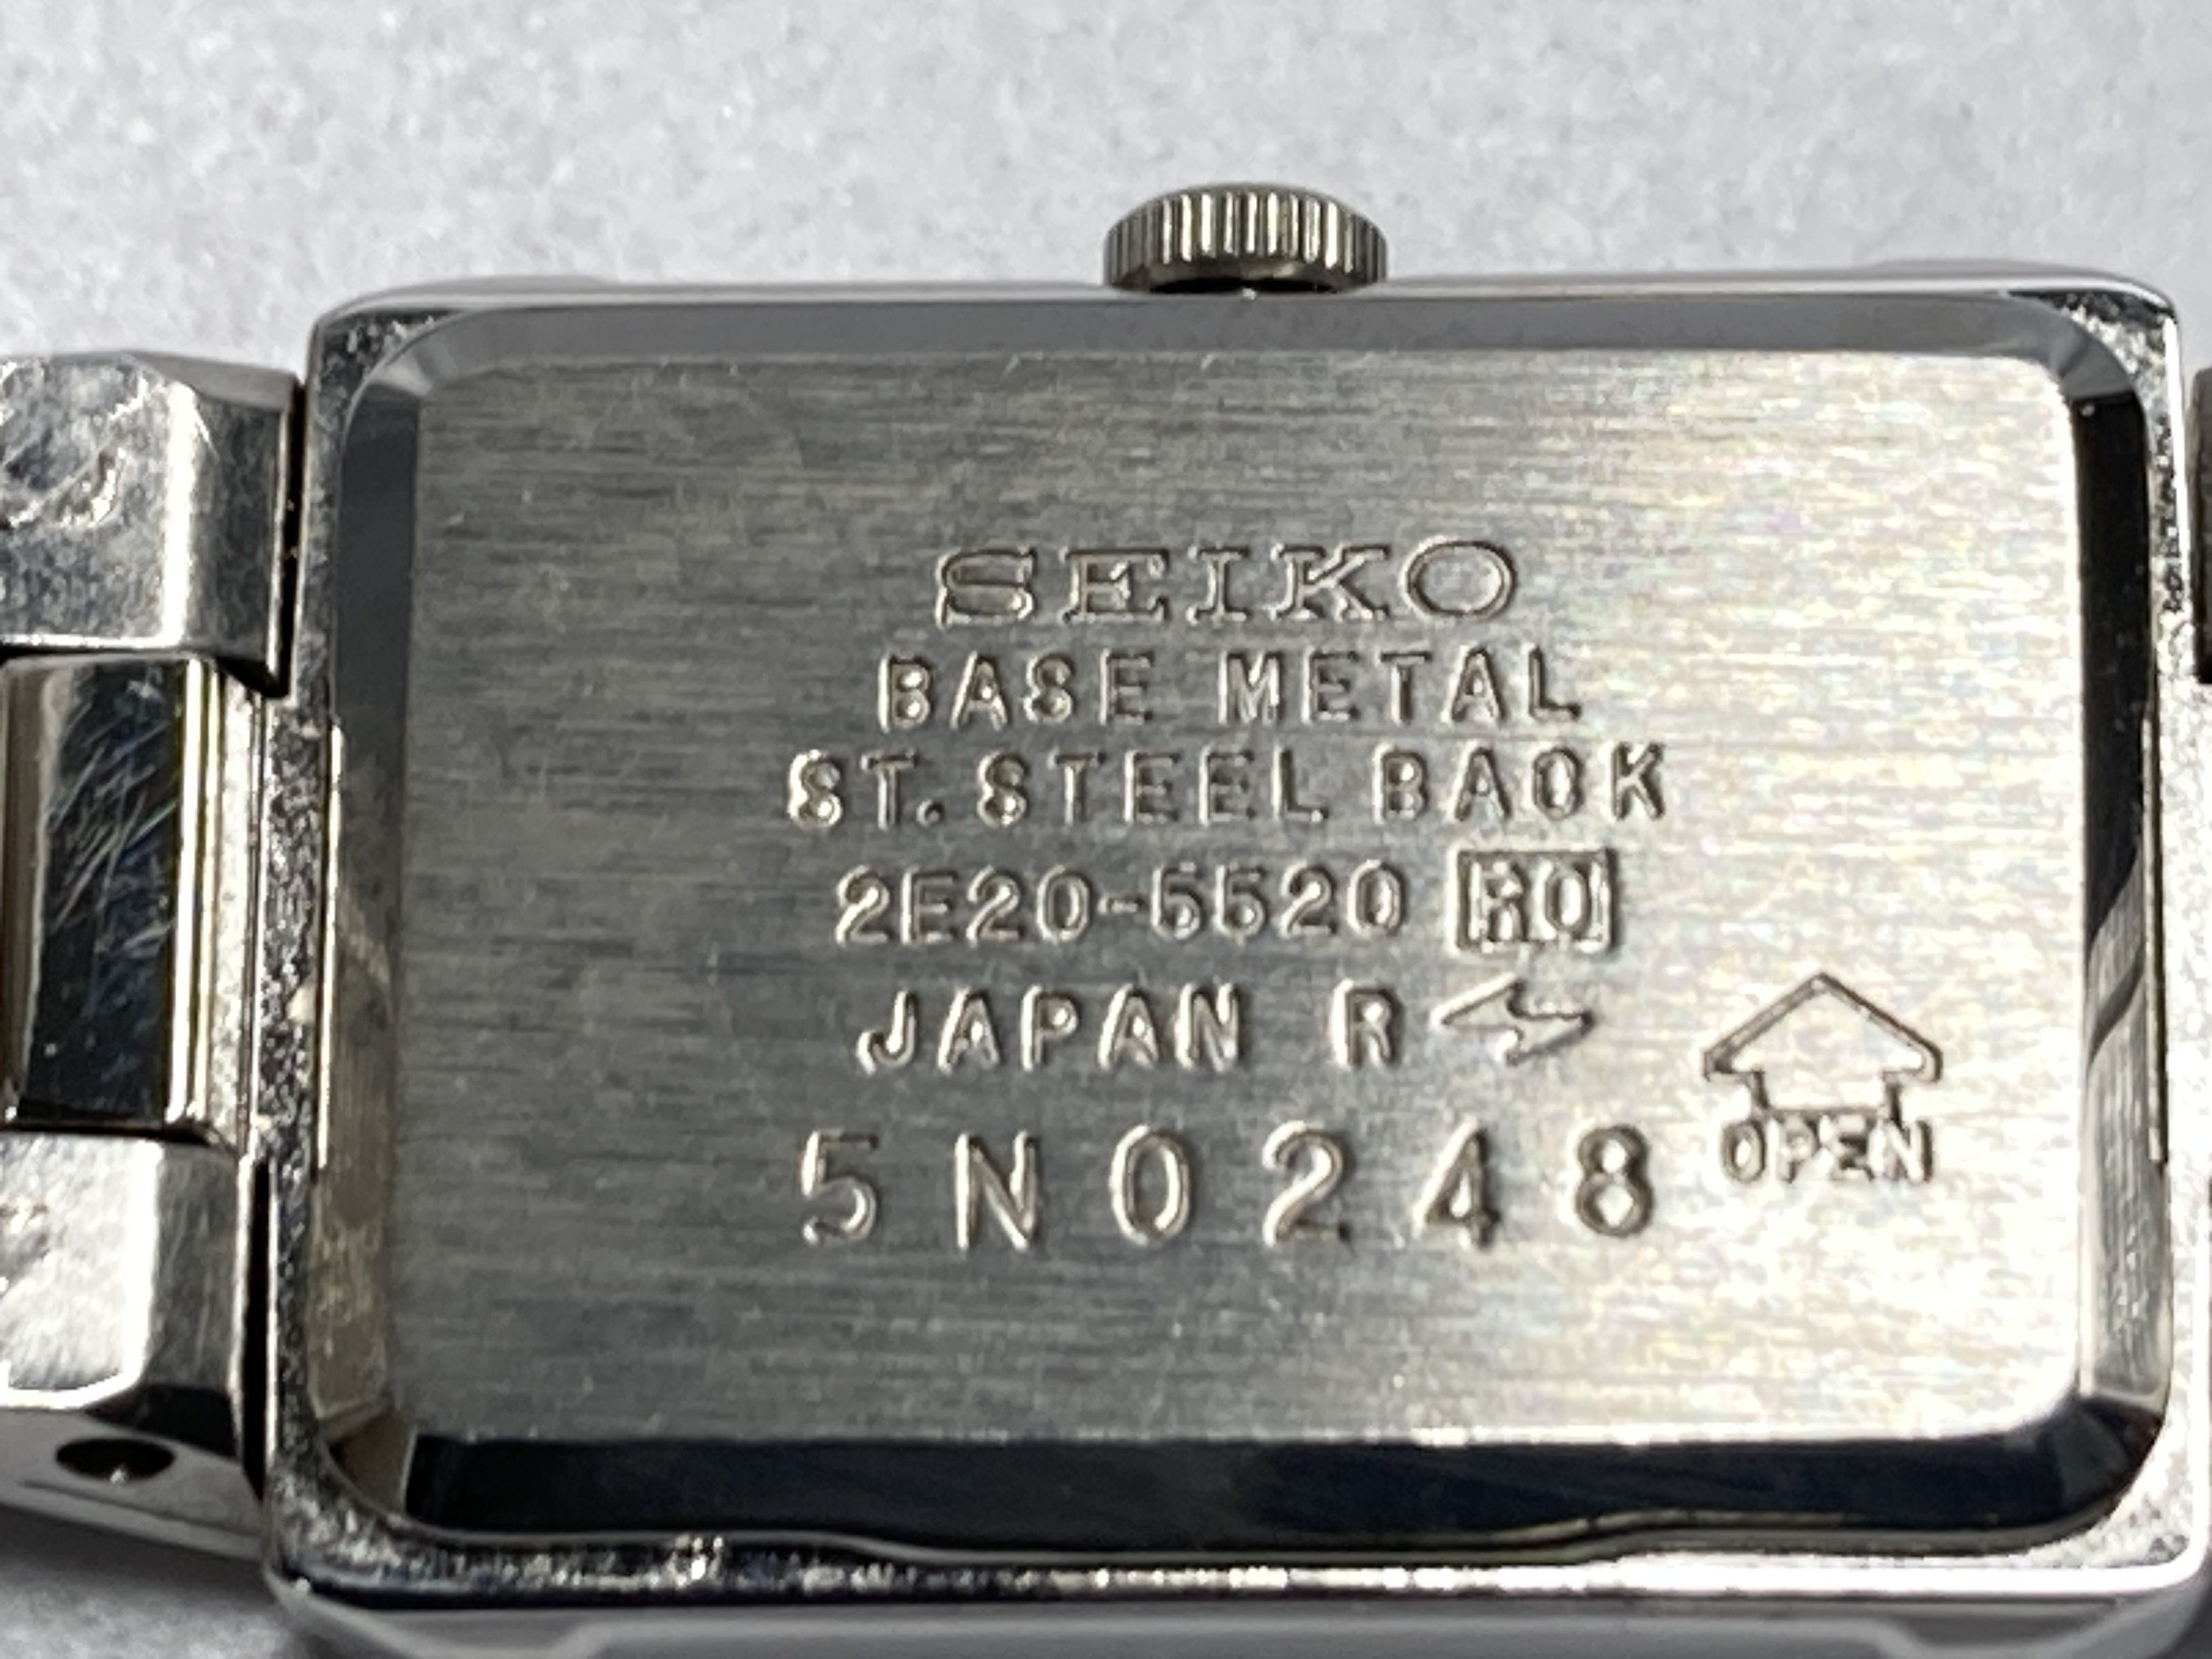 SEIKO
BASE METAL
ST. STEEL BACK
2E20-5520 R0
JAPAN R
OPEN
5N0248